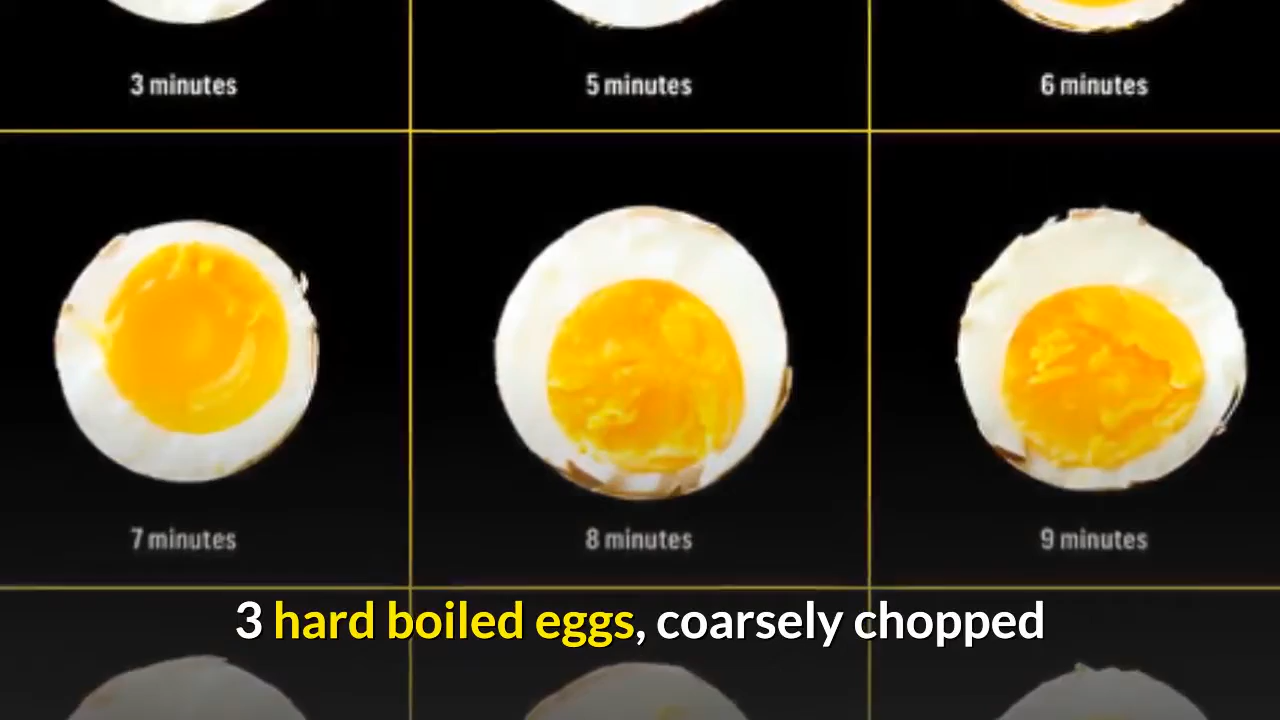 3 minutes
5 minutes
6 minutes
7 minutes
8 minutes
9 minutes
3 hard boiled eggs, coarsely chopped